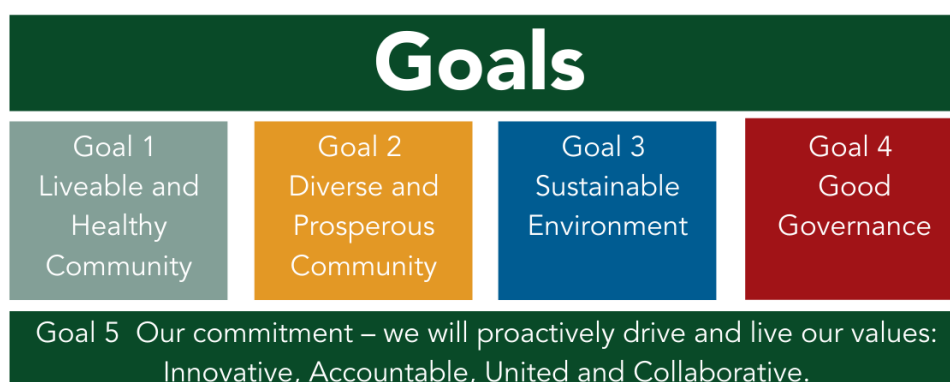 Goals
Goal 1
Liveable and
Healthy
Community
Goal 2
Diverse and
Prosperous
Community
Goal 3
Sustainable
Environment
Goal 4
Good
Governance
Goal 5  Our commitment – we will proactively drive and live our values:
Innovative, Accountable, United and Collaborative.